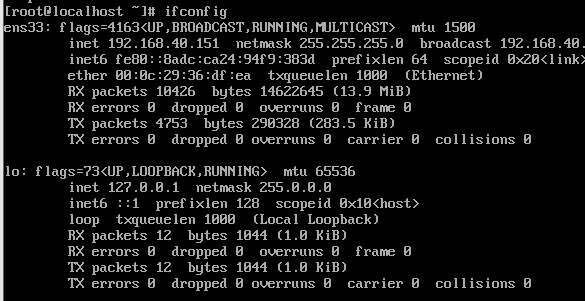 [root@localhost ~]# ifconfig
ens33: flags=4163<UP,BROADCAST,RUNNING,MULTICAST>  mtu 1500
        inet 192.168.40.151  netmask 255.255.255.0  broadcast 192.168.40.
        inet6 fe80::8adc:ca24:94f9:383d  prefixlen 64  scopeid 0x20<link>
        ether 00:0c:29:36:df:ea  txqueuelen 1000  (Ethernet)
        RX packets 10426  bytes 14622645 (13.9 MiB)
        RX errors 0  dropped 0  overruns 0  frame 0
        TX packets 4753  bytes 290328 (283.5 KiB)
        TX errors 0  dropped 0 overruns 0  carrier 0  collisions 0

lo: flags=73<UP,LOOPBACK,RUNNING>  mtu 65536
        inet 127.0.0.1  netmask 255.0.0.0
        inet6 ::1  prefixlen 128  scopeid 0x10<host>
        loop  txqueuelen 1000  (Local Loopback)
        RX packets 12  bytes 1044 (1.0 KiB)
        RX errors 0  dropped 0  overruns 0  frame 0
        TX packets 12  bytes 1044 (1.0 KiB)
        TX errors 0  dropped 0 overruns 0  carrier 0  collisions 0